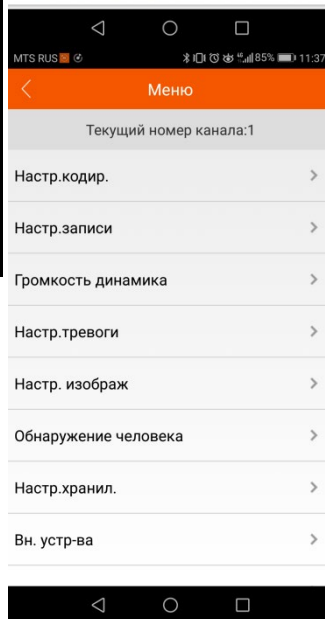 MTS RUS 85% 11:37
Меню
Текущий номер канала:1
Настр.кодир.
Настр.записи
Громкость динамика
Настр.тревоги
Настр. изображ
Обнаружение человека
Настр.хранил.
Вн. устр-ва